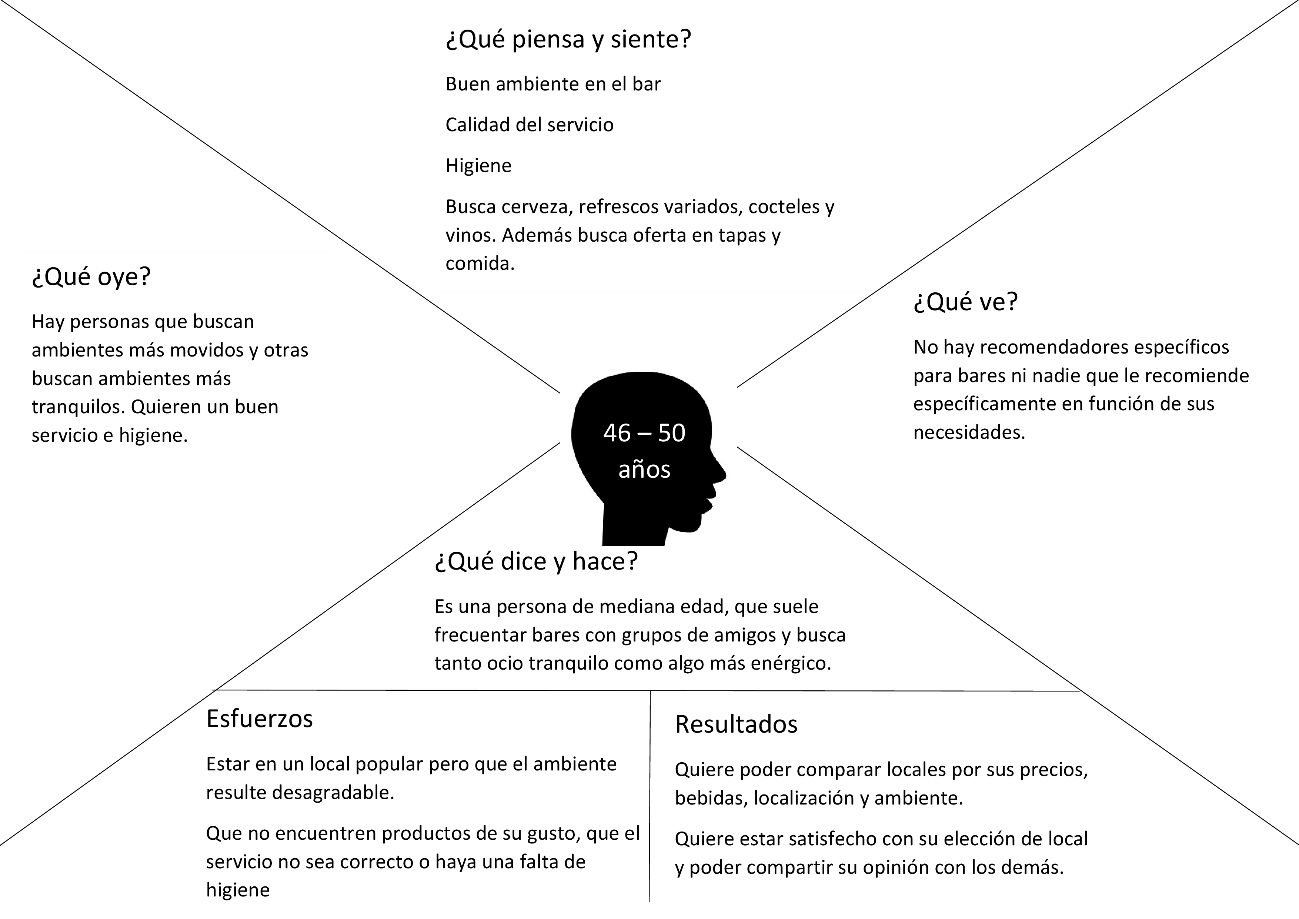 ¿Qué piensa y siente?
Buen ambiente en el bar
Calidad del servicio
Higiene
Busca cerveza, refrescos variados, cocteles y
vinos. Además busca oferta en tapas y
comida.
¿Qué oye?
Hay personas que buscan
ambientes más movidos y otras
buscan ambientes más
tranquilos. Quieren un buen
servicio e higiene.
¿Qué ve?
No hay recomendadores específicos
para bares ni nadie que le recomiende
específicamente en función de sus
necesidades.
46 – 50
años
¿Qué dice y hace?
Es una persona de mediana edad, que suele
frecuentar bares con grupos de amigos y busca
tanto ocio tranquilo como algo más enérgico.
Esfuerzos
Estar en un local popular pero que el ambiente
resulte desagradable.
Que no encuentren productos de su gusto, que el
servicio no sea correcto o haya una falta de
higiene
Resultados
Quiere poder comparar locales por sus precios,
bebidas, localización y ambiente.
Quiere estar satisfecho con su elección de local
y poder compartir su opinión con los demás.